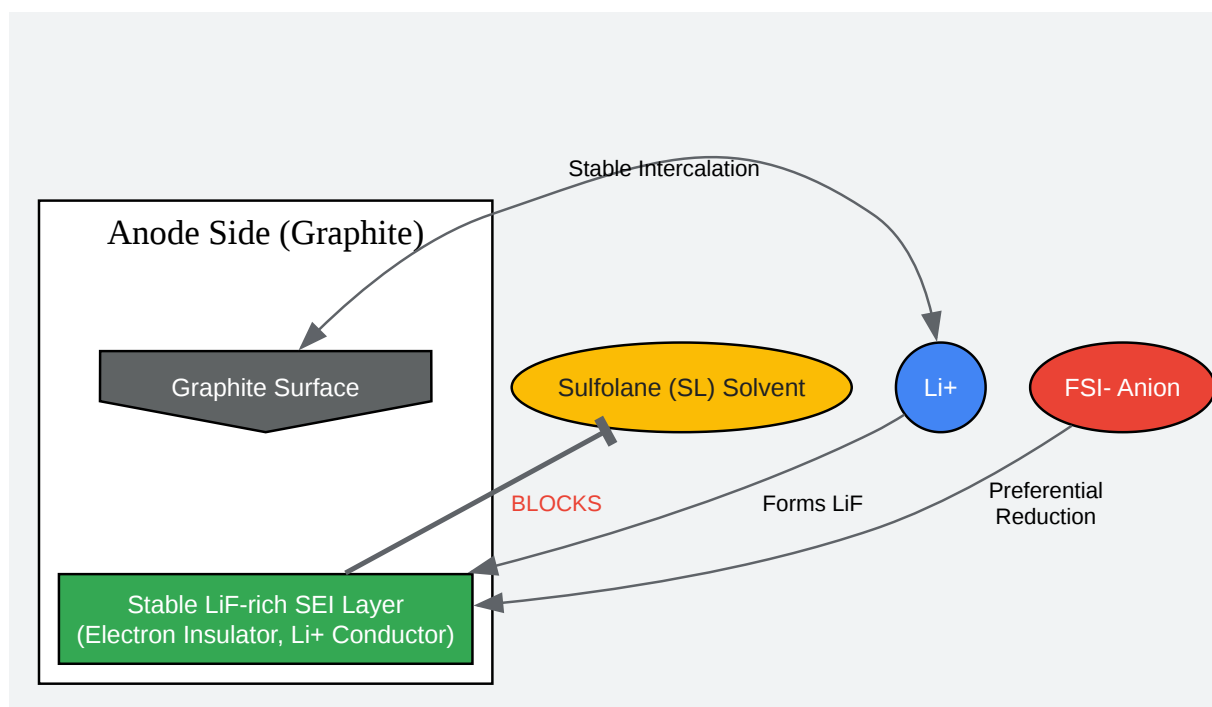 Stable Intercalation
Anode Side (Graphite)
Graphite Surface
Sulfolane (SL) Solvent
Li+
FSI- Anion
BLOCKS
Forms LiF
Preferential
Reduction
Stable LiF-rich SEI Layer
(Electron Insulator, Li+ Conductor)